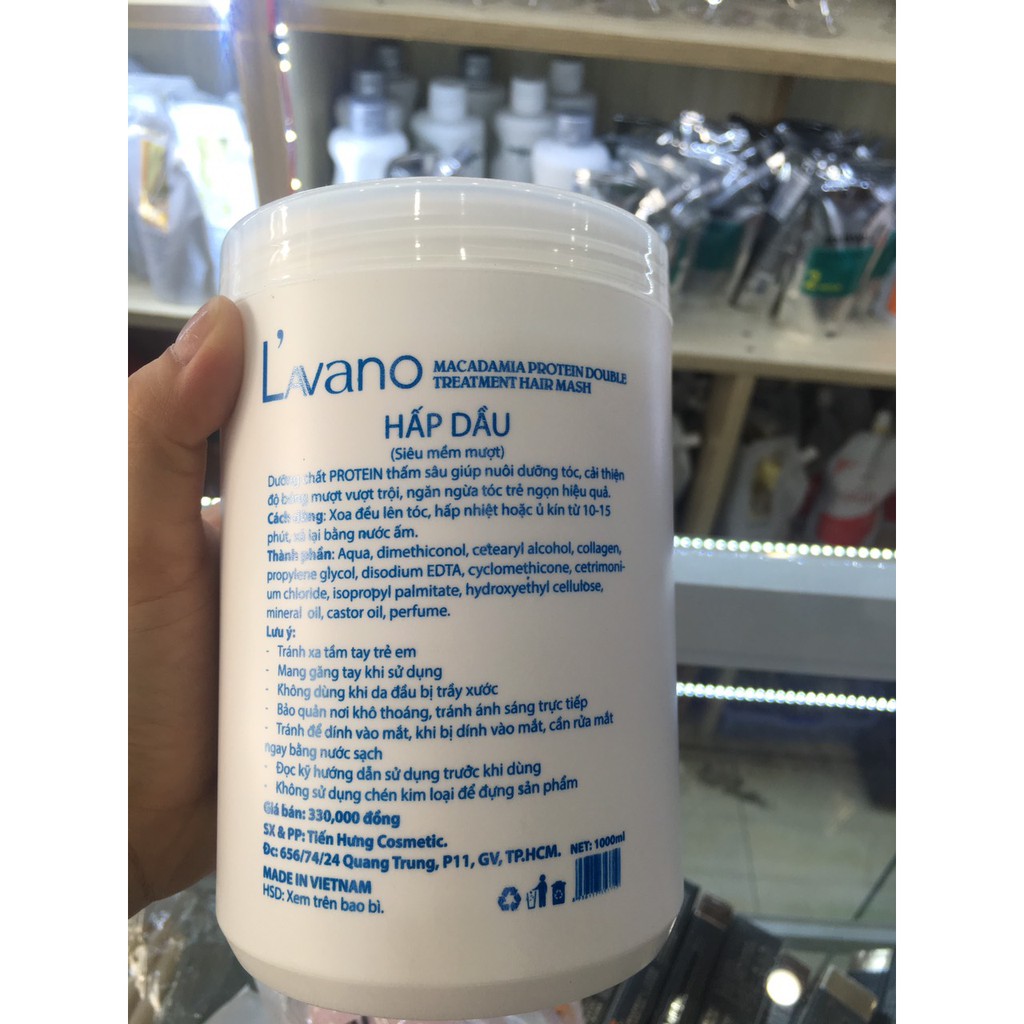 L'AVANO MACADAMIA PROTEIN DOUBLE
TREATMENT HAIR MASH
HẤP DẦU
(Siêu mềm mượt)
Dưỡng chất PROTEIN thấm sâu giúp nuôi dưỡng tóc, cải thiện
độ bóng mượt vượt trội, ngăn ngừa tóc trẻ ngọn hiệu quả.
Cách dùng: Xoa đều lên tóc, hấp nhiệt hoặc ủ kín từ 10-15
phút, xả lại bằng nước ấm.
Thành phần: Aqua, dimethiconol, cetearyl alcohol, collagen,
propylene glycol, disodium EDTA, cyclomethicone, cetrimoni-
um chloride, isopropyl palmitate, hydroxyethyl cellulose,
mineral oil, castor oil, perfume.
Lưu ý:
- Tránh xa tầm tay trẻ em
- Mang găng tay khi sử dụng
- Không dùng khi da đầu bị trầy xước
- Bảo quản nơi khô thoáng, tránh ánh sáng trực tiếp
- Tránh để dính vào mắt, khi bị dính vào mắt, cần rửa mắt
ngay bằng nước sạch
- Đọc kỹ hướng dẫn sử dụng trước khi dùng
- Không sử dụng chén kim loại để đựng sản phẩm
Giá bán: 330,000 đồng
SX & PP: Tiến Hưng Cosmetic.
Đc: 656/74/24 Quang Trung, P11, GV, TP.HCM. NET: 1000ml
MADE IN VIETNAM
HSD: Xem trên bao bì.
2